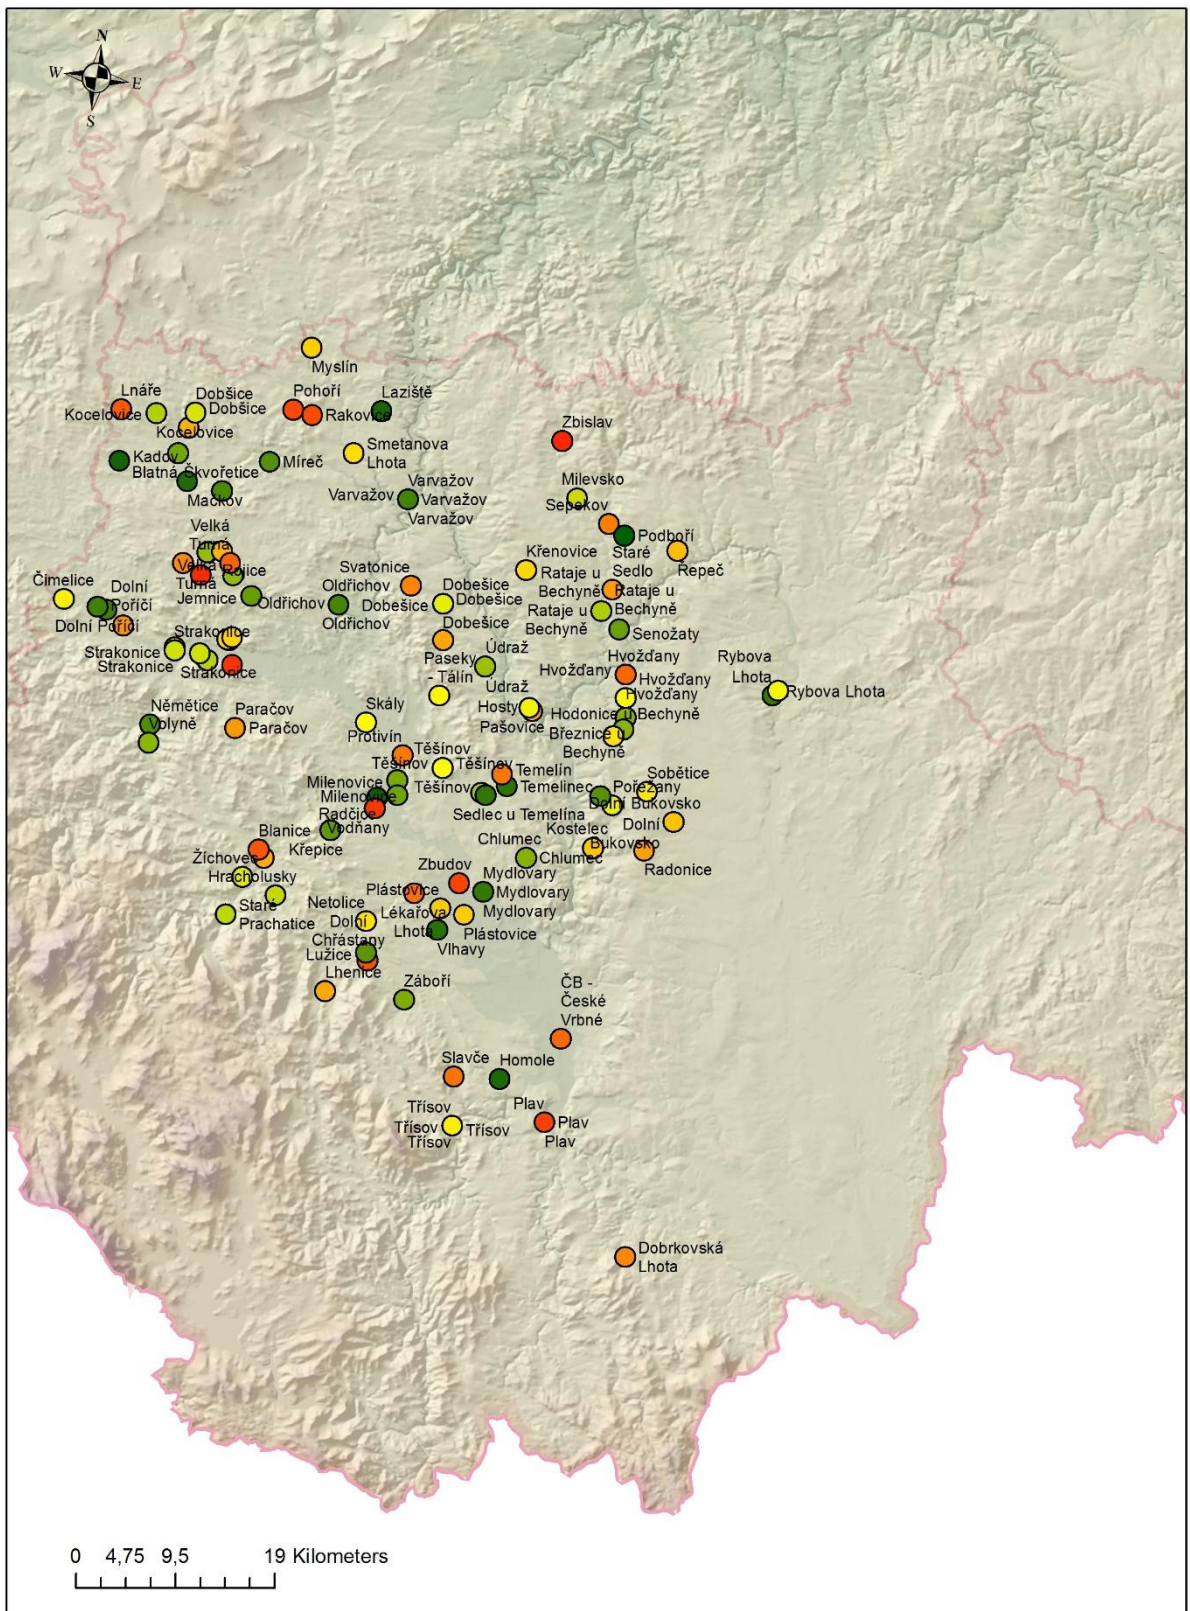 N
W
E
S
Myslín
Lnáře
Dobšice
Pohoří
Laziště
Kocelovice
Dobšice
Rakovice
Kocelovice
Zbislav
Smetanova
Lhota
Kadov
Míreč
Blatná
Škvořetice
Mačkov
Varvažov
Varvažov
Varvažov
Varvažov
Milevsko
Sepekov
Podboří
Staré
Sedlo
Repeč
Velká
Turná
Velká
Turná
Rojice
Jemnice
Čimelice
Dolní
Poříčí
Dolní Poříčí
Oldřichov
Oldřichov
Oldřichov
Svatonice
Dobešice
Dobešice
Dobešice
Dobešice
Křenovice
Rataje u
Bechyně
Rataje u
Bechyně
Rataje u
Bechyně
Senožaty
Strakonice
Strakonice
Strakonice
Strakonice
Paseky
- Tálín
Údraž
Údraž
Hvožďany
Hvožďany
Hvožďany
Hvožďany
Rybova
Lhota
Rybova Lhota
Hosty
Pašovice
Hodonice u Bechyně
Březnice u
Bechyně
Němětice
Volyně
Paračov
Paračov
Skály
Protivín
Těšínov
Těšínov
Těšínov
Těšínov
Temelín
Temelinec
Sedlec u Temelína
Milenovice
Milenovice
Radčice
Vodňany
Křepice
Sobětice
Pořežany
Dolní Bukovsko
Dolní
Bukovsko
Kostelec
Radonice
Chlumec
Chlumec
Blanice
Žíchovec
Hracholusky
Staré
Prachatice
Zbudov
Mydlovary
Mydlovary
Mydlovary
Plástovice
Plástovice
Lékařova
Lhota
Vlhavy
Netolice
Dolní
Chřástany
Lužice
Lhenice
Záboří
ČB -
České
Vrbné
Slavče
Homole
Třísov
Třísov
Třísov
Třísov
Plav
Plav
Plav
Dobrkovská
Lhota
0 4,75 9,5 19 Kilometers